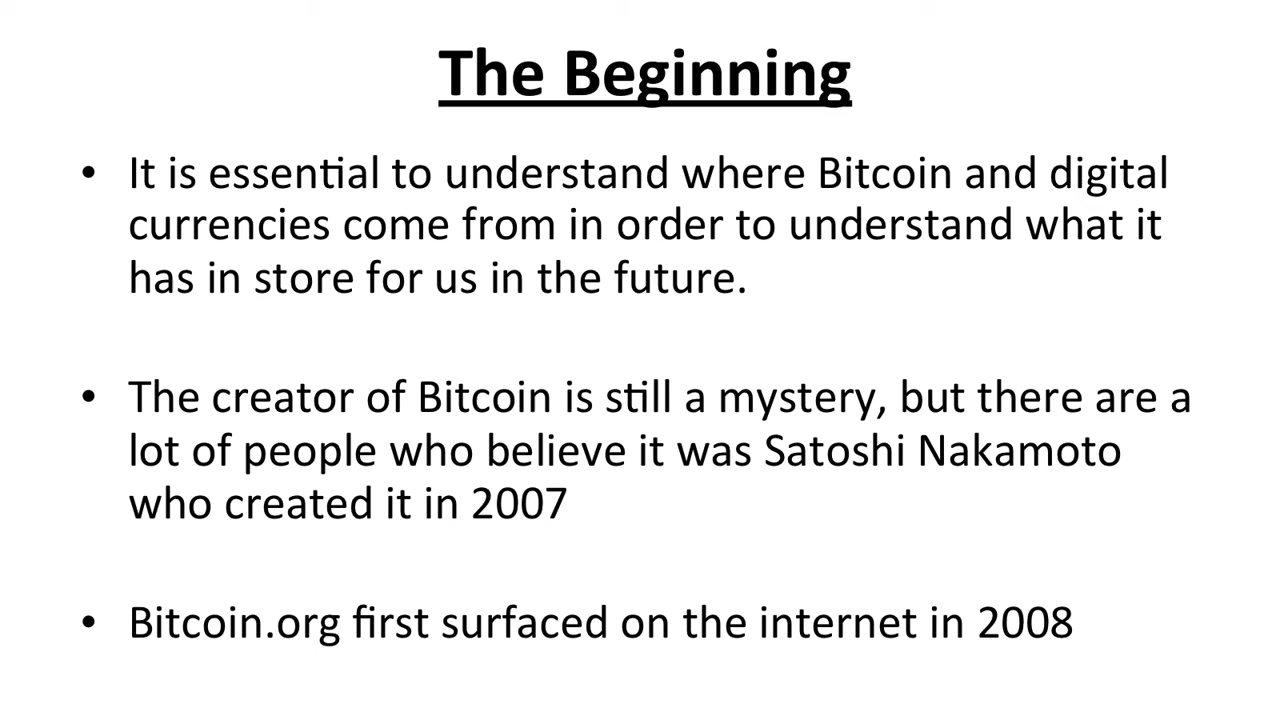 The Beginning
• It is essential to understand where Bitcoin and digital
currencies come from in order to understand what it
has in store for us in the future.
• The creator of Bitcoin is still a mystery, but there are a
lot of people who believe it was Satoshi Nakamoto
who created it in 2007
• Bitcoin.org first surfaced on the internet in 2008